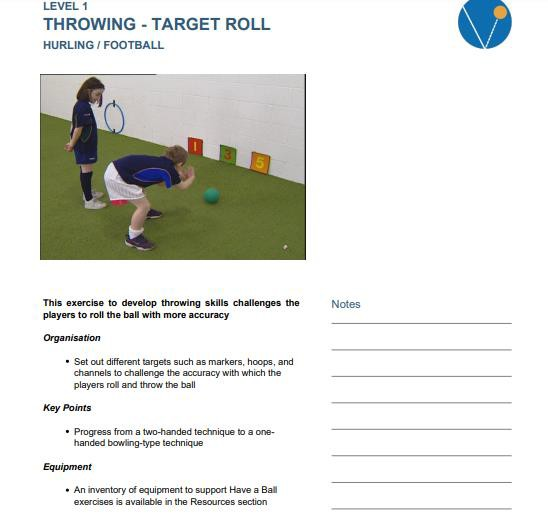 LEVEL 1
THROWING - TARGET ROLL
HURLING / FOOTBALL
1
3
5
This exercise to develop throwing skills challenges the
players to roll the ball with more accuracy
Organisation
• Set out different targets such as markers, hoops, and
channels to challenge the accuracy with which the
players roll and throw the ball
Key Points
• Progress from a two-handed technique to a one-
handed bowling-type technique
Equipment
• An inventory of equipment to support Have a Ball
exercises is available in the Resources section
Notes